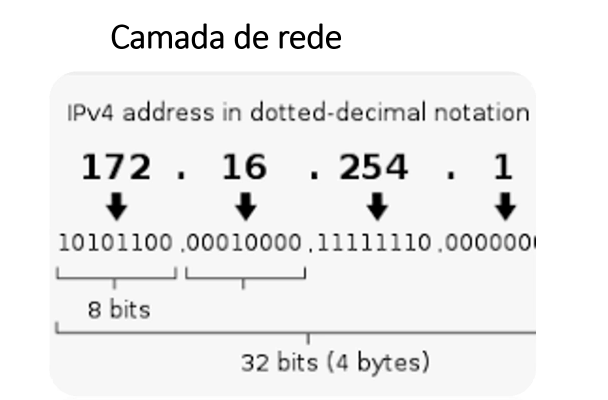 Camada de rede
IPv4 address in dotted-decimal notation
172 . 16 . 254 . 1
10101100 .00010000 .11111110 .0000000
8 bits
32 bits (4 bytes)